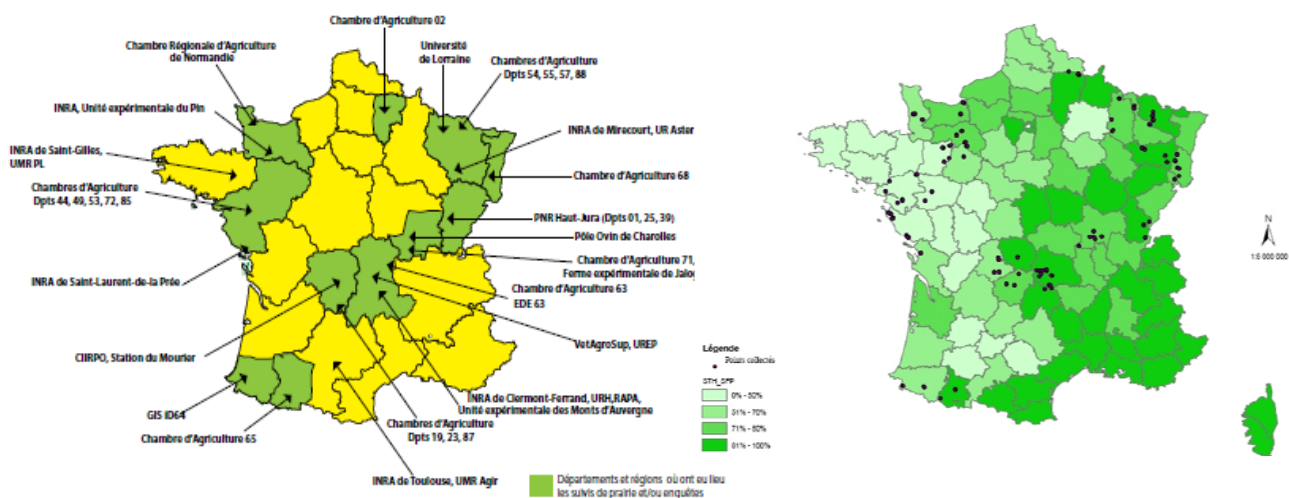 Chambre d'Agriculture 02
Chambre Régionale d'Agriculture
de Normandie
Université
de Lorraine
Chambres d'Agriculture
Dpts 54, 55, 57, 88
INRA, Unité expérimentale du Pin
INRA de Mirecourt, UR Aster
INRA de Saint-Gilles,
UMR PL
Chambre d'Agriculture 68
Chambres d'Agriculture
Dpts 44, 49, 53, 72, 85
PNR Haut-Jura (Dpts 01, 25, 39)
Pôle Ovin de Charolles
Chambre d'Agriculture 71,
Ferme expérimentale de Jalog
INRA de Saint-Laurent-de-la Prée
Chambre d'Agriculture 63
EDE 63
VetAgroSup, UREP
CIIRPO, Station du Mourier
INRA de Clermont-Ferrand, URH,RAPA,
Unité expérimentale des Monts d'Auvergne
GIS iD64
Chambres d'Agriculture
Dpts 19, 23, 87
Chambre d'Agriculture 65
INRA de Toulouse, UMR Agir
Départements et régions où ont eu lieu
les suivis de prairie et/ou enquêtes
N
1:5 000 000
Légende
Points collectés
STH_SFP
0% - 50%
51% - 70%
71% - 80%
81% - 100%